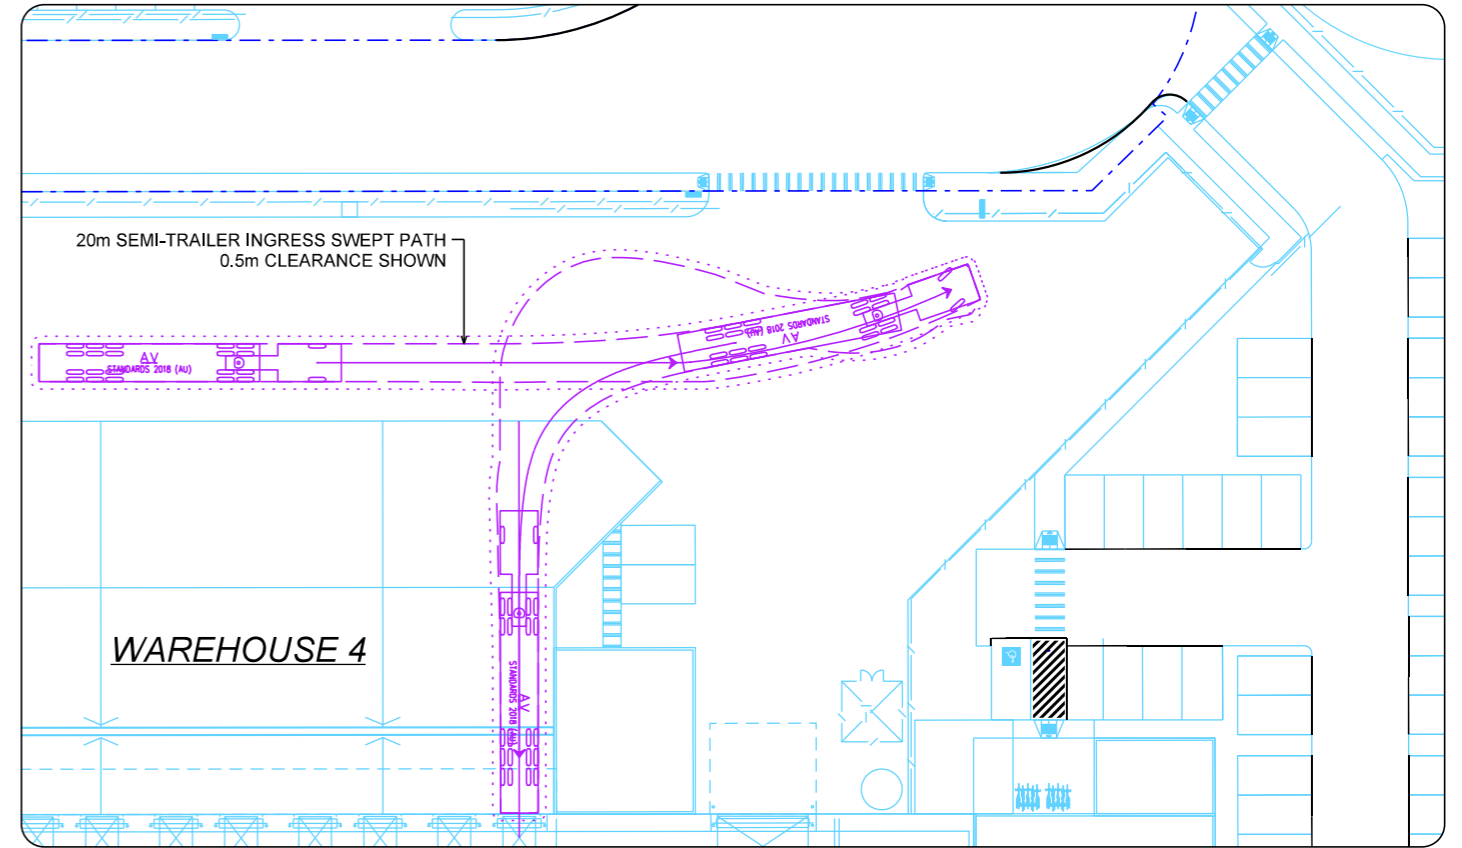 20m SEMI-TRAILER INGRESS SWEPT PATH
0.5m CLEARANCE SHOWN
AV
STANDARDS 2018 (AU)
AV
STANDARDS 2018 (AU)
WAREHOUSE 4
AV
STANDARDS 2018 (AU)